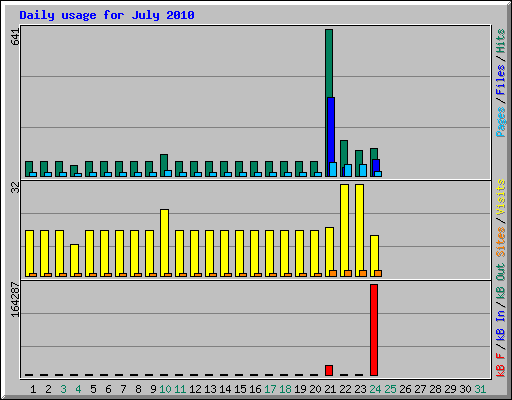 Daily usage for July 2010
641
32
164287
Pages / Files / Hits
Sites / Visits
kB F / kB In / kB Out
1 2 3 4 5 6 7 8 9 10 11 12 13 14 15 16 17 18 19 20 21 22 23 24 25 26 27 28 29 30 31